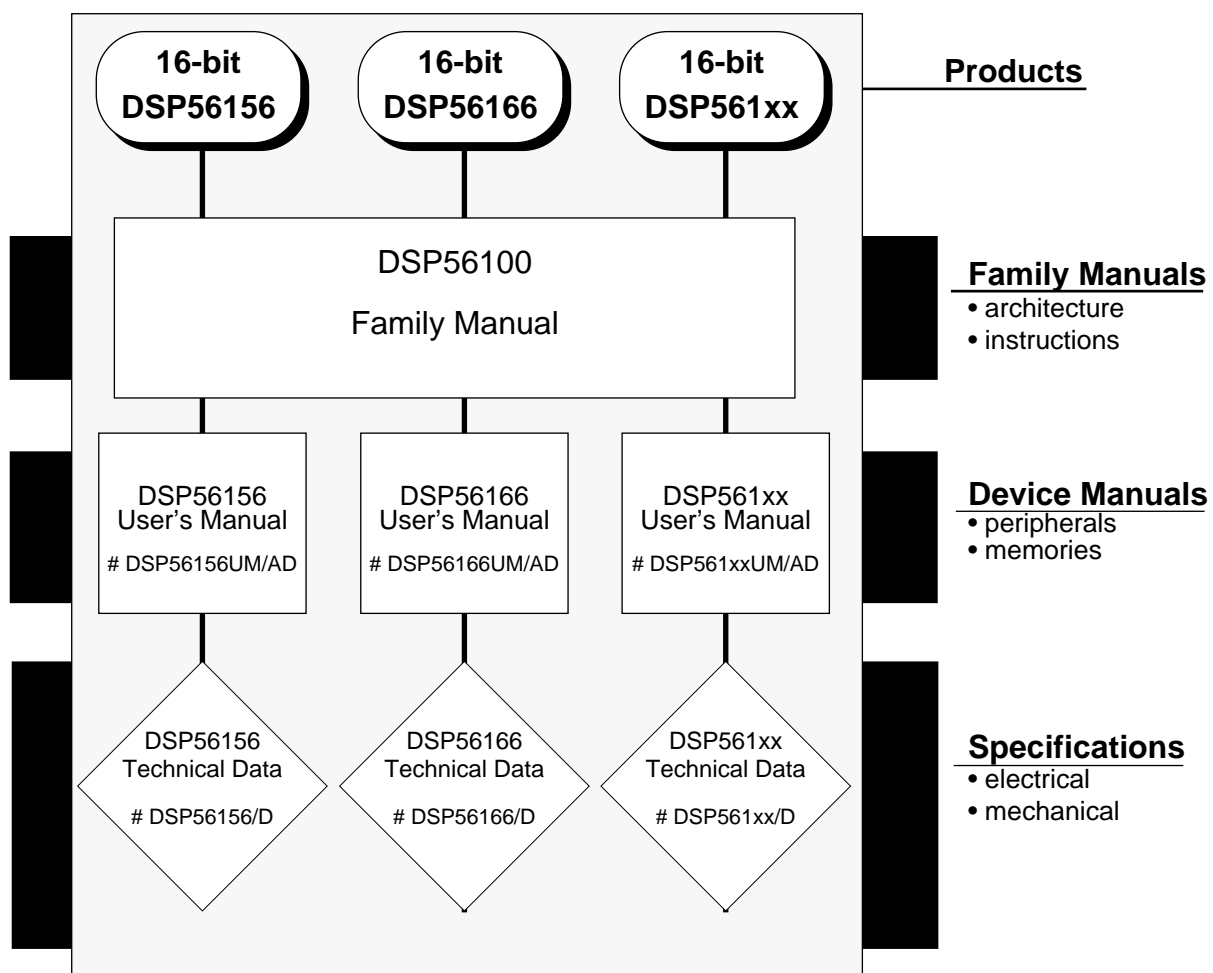 16-bit
DSP56156
16-bit
DSP56166
16-bit
DSP561xx
Products
DSP56100
Family Manual
Family Manuals
• architecture
• instructions
DSP56156
User's Manual
# DSP56156UM/AD
DSP56166
User's Manual
# DSP56166UM/AD
DSP561xx
User's Manual
# DSP561xxUM/AD
Device Manuals
• peripherals
• memories
DSP56156
Technical Data
# DSP56156/D
DSP56166
Technical Data
# DSP56166/D
DSP561xx
Technical Data
# DSP561xx/D
Specifications
• electrical
• mechanical